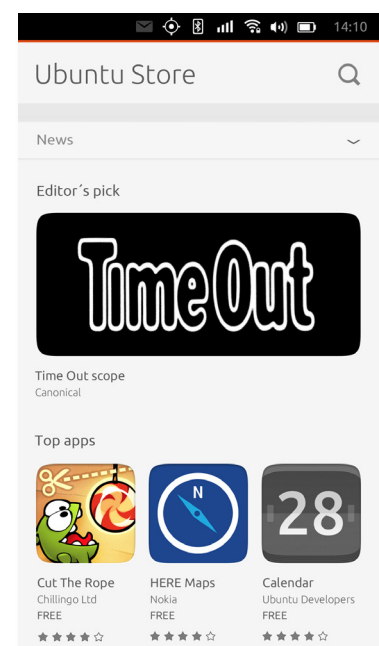 14:10
Ubuntu Store
News
Editor´s pick
Time Out
Time Out scope
Canonical
Top apps
N
28
Cut The Rope
HERE Maps
Calendar
Chillingo Ltd
Nokia
Ubuntu Developers
FREE
FREE
FREE